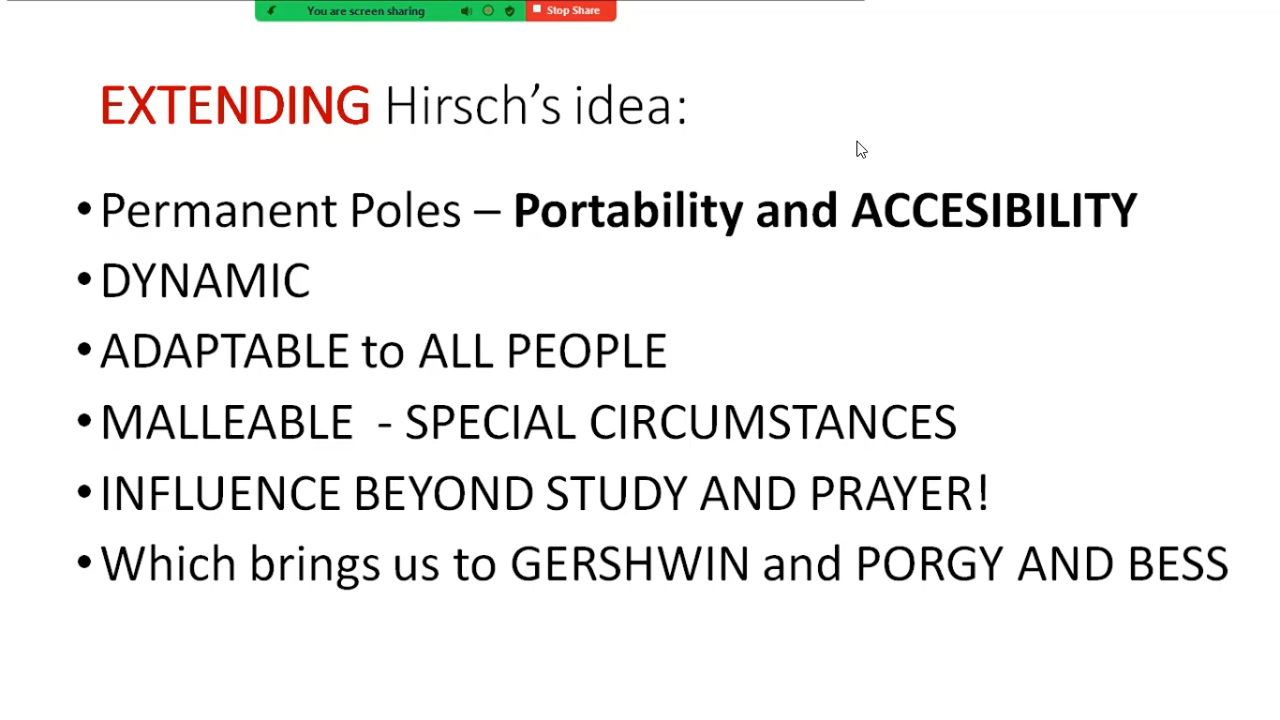 You are screen sharing
Stop Share
EXTENDING Hirsch's idea:
•Permanent Poles – Portability and ACCESIBILITY
•DYNAMIC
•ADAPTABLE to ALL PEOPLE
•MALLEABLE - SPECIAL CIRCUMSTANCES
•INFLUENCE BEYOND STUDY AND PRAYER!
•Which brings us to GERSHWIN and PORGY AND BESS